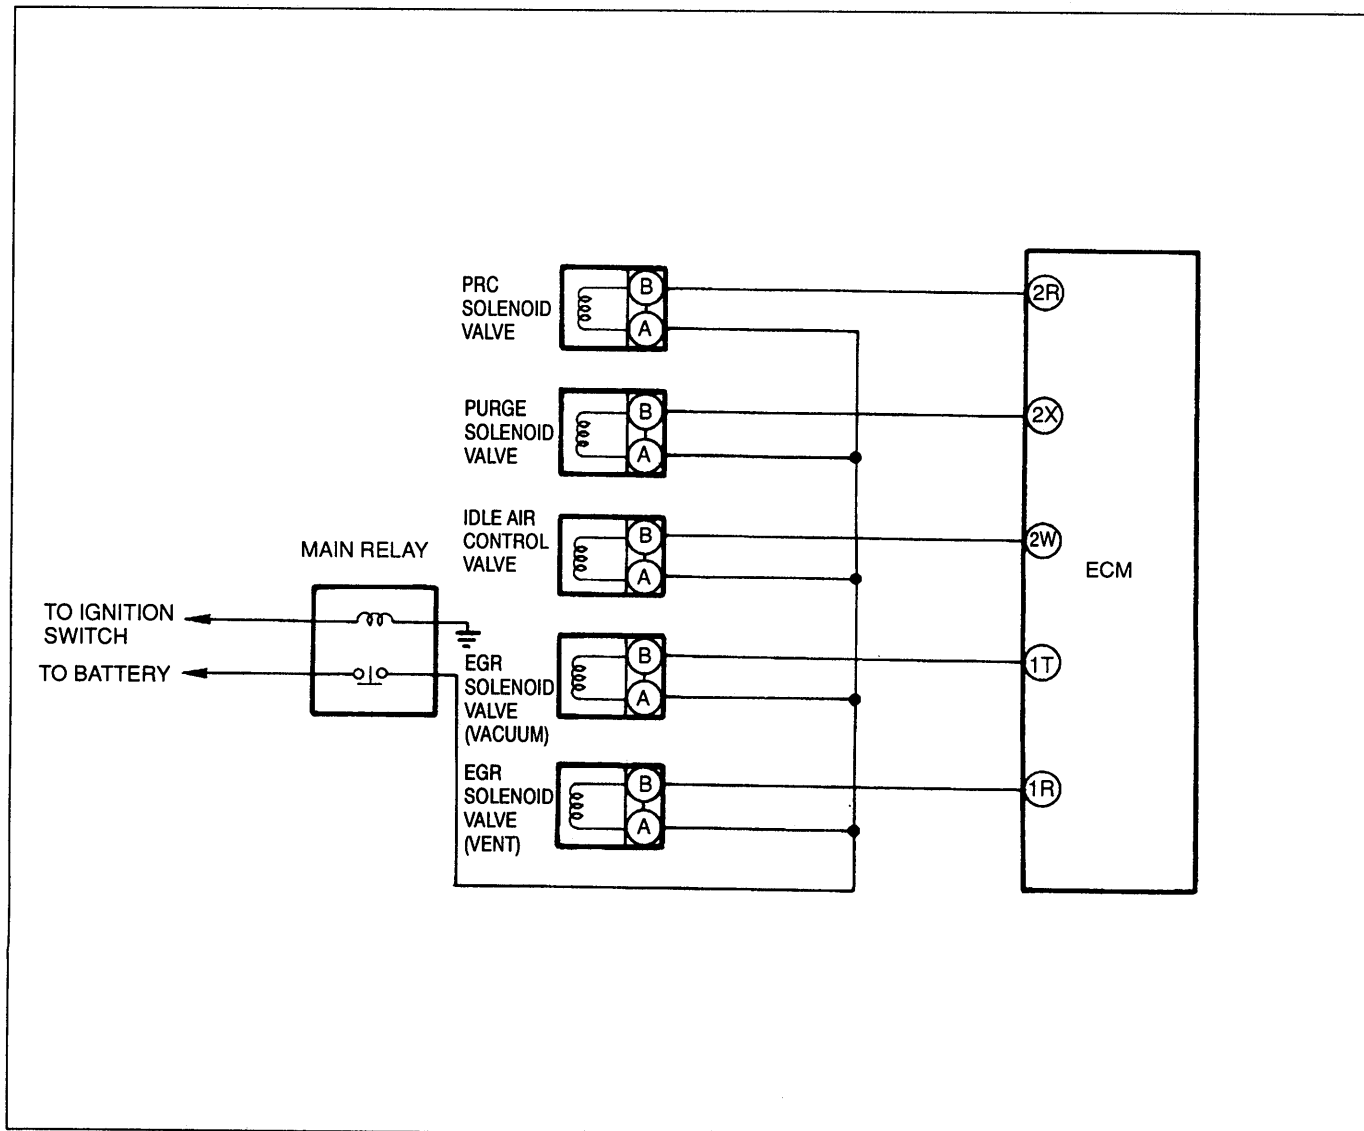 PRC
SOLENOID
VALVE
B
A
2R
PURGE
SOLENOID
VALVE
B
A
2X
IDLE AIR
CONTROL
VALVE
B
A
2W
ECM
MAIN RELAY
TO IGNITION
SWITCH
TO BATTERY
EGR
SOLENOID
VALVE
(VACUUM)
B
A
1T
EGR
SOLENOID
VALVE
(VENT)
B
A
1R